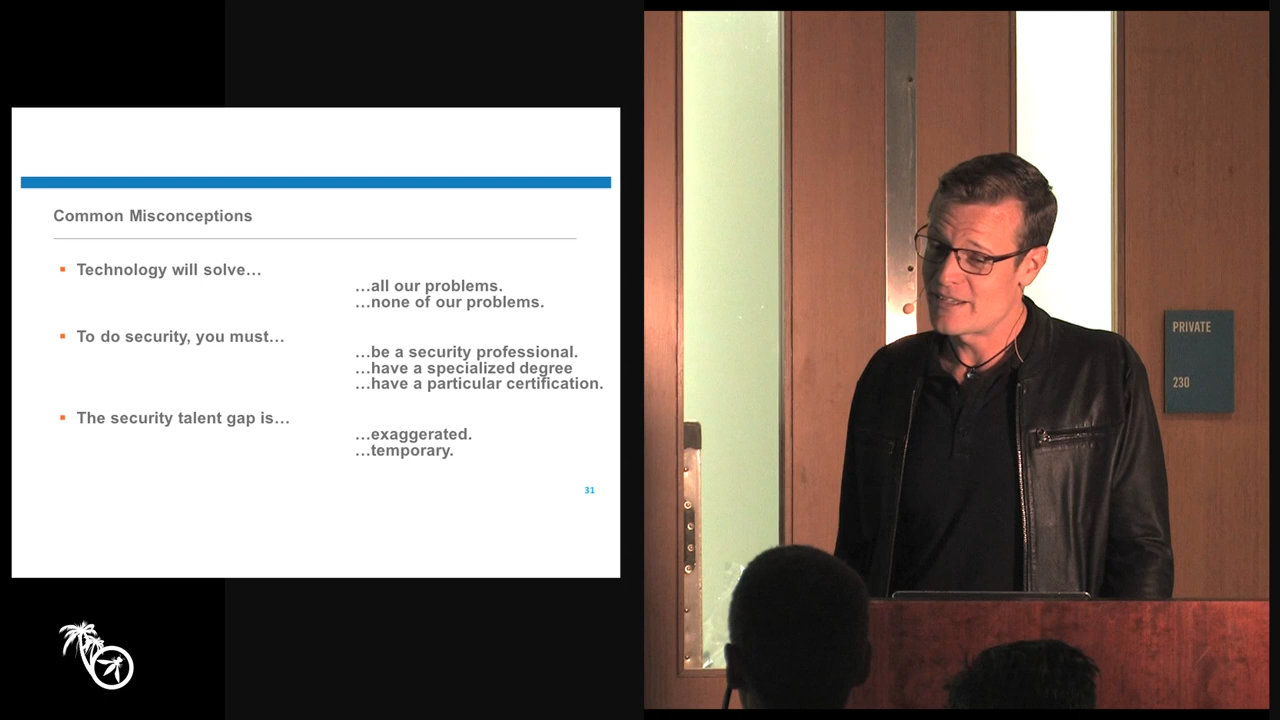 Common Misconceptions
Technology will solve…
…all our problems.
…none of our problems.
To do security, you must…
…be a security professional.
…have a specialized degree
…have a particular certification.
The security talent gap is…
…exaggerated.
…temporary.
31
PRIVATE
230